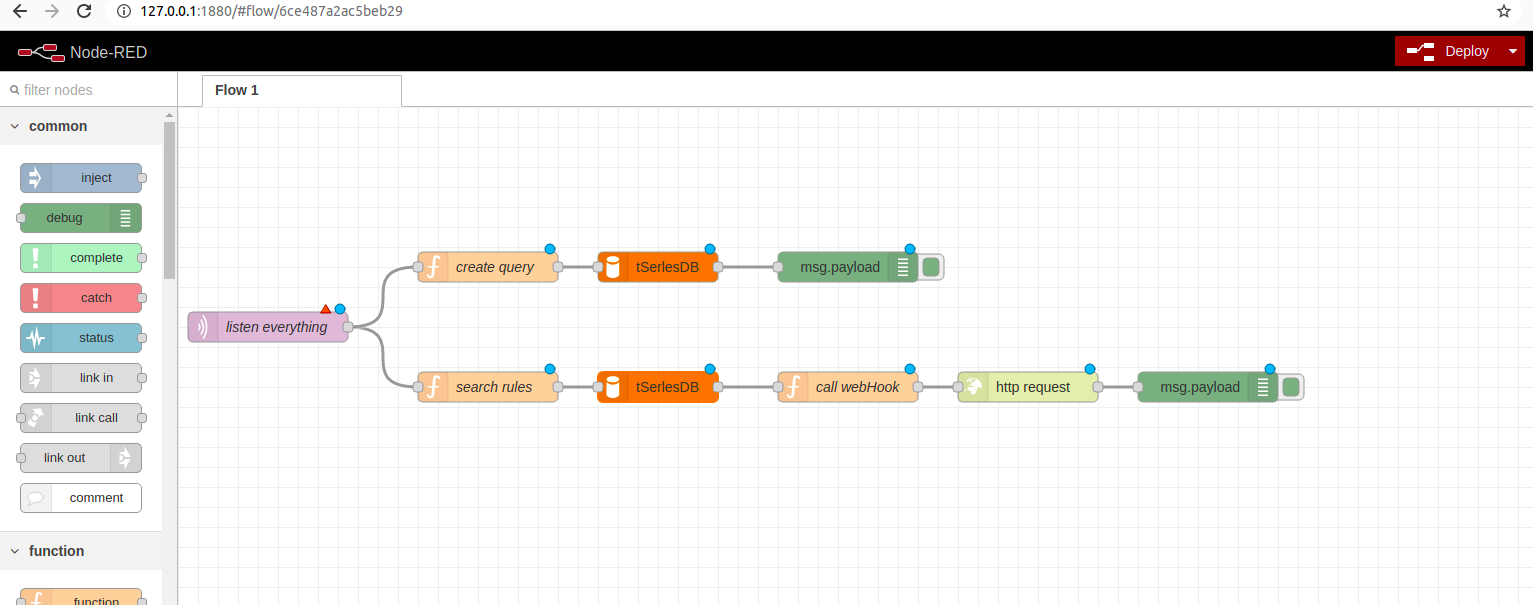 127.0.0.1:1880/#flow/6ce487a2ac5beb29
Node-RED
Deploy
filter nodes
Flow 1
common
inject
debug
complete
catch
status
link in
link call
link out
comment
function
function
create query
tSerlesDB
msg.payload
listen everything
search rules
tSerlesDB
call webHook
http request
msg.payload